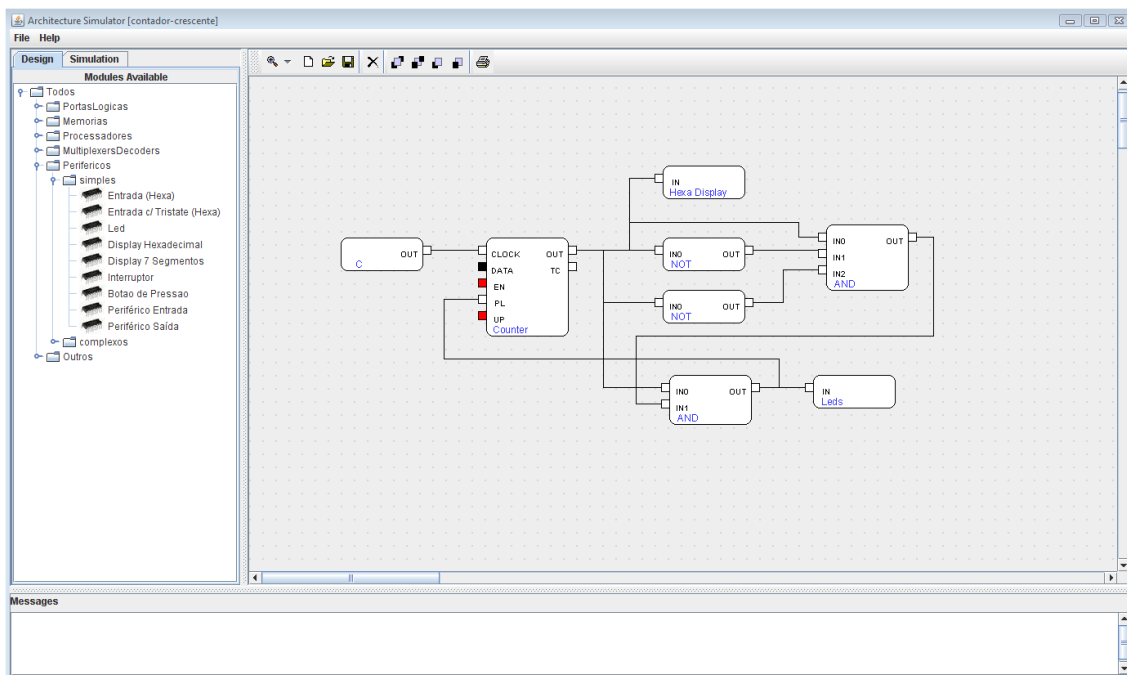 Architecture Simulator [contador-crescente]
File Help
Design Simulation
Modules Available
Todos
PortasLogicas
Memorias
Processadores
MultiplexersDecoders
Perifericos
simples
Entrada (Hexa)
Entrada c/ Tristate (Hexa)
Led
Display Hexadecimal
Display 7 Segmentos
Interruptor
Botao de Pressao
Periférico Entrada
Periférico Saída
complexos
Outros
IN
Hexa Display
OUT
C
CLOCK OUT
DATA TC
EN
PL
UP
Counter
IN0 OUT
NOT
IN0 OUT
NOT
IN0 OUT
IN1
IN2
AND
IN0 OUT
IN1
AND
IN
Leds
Messages